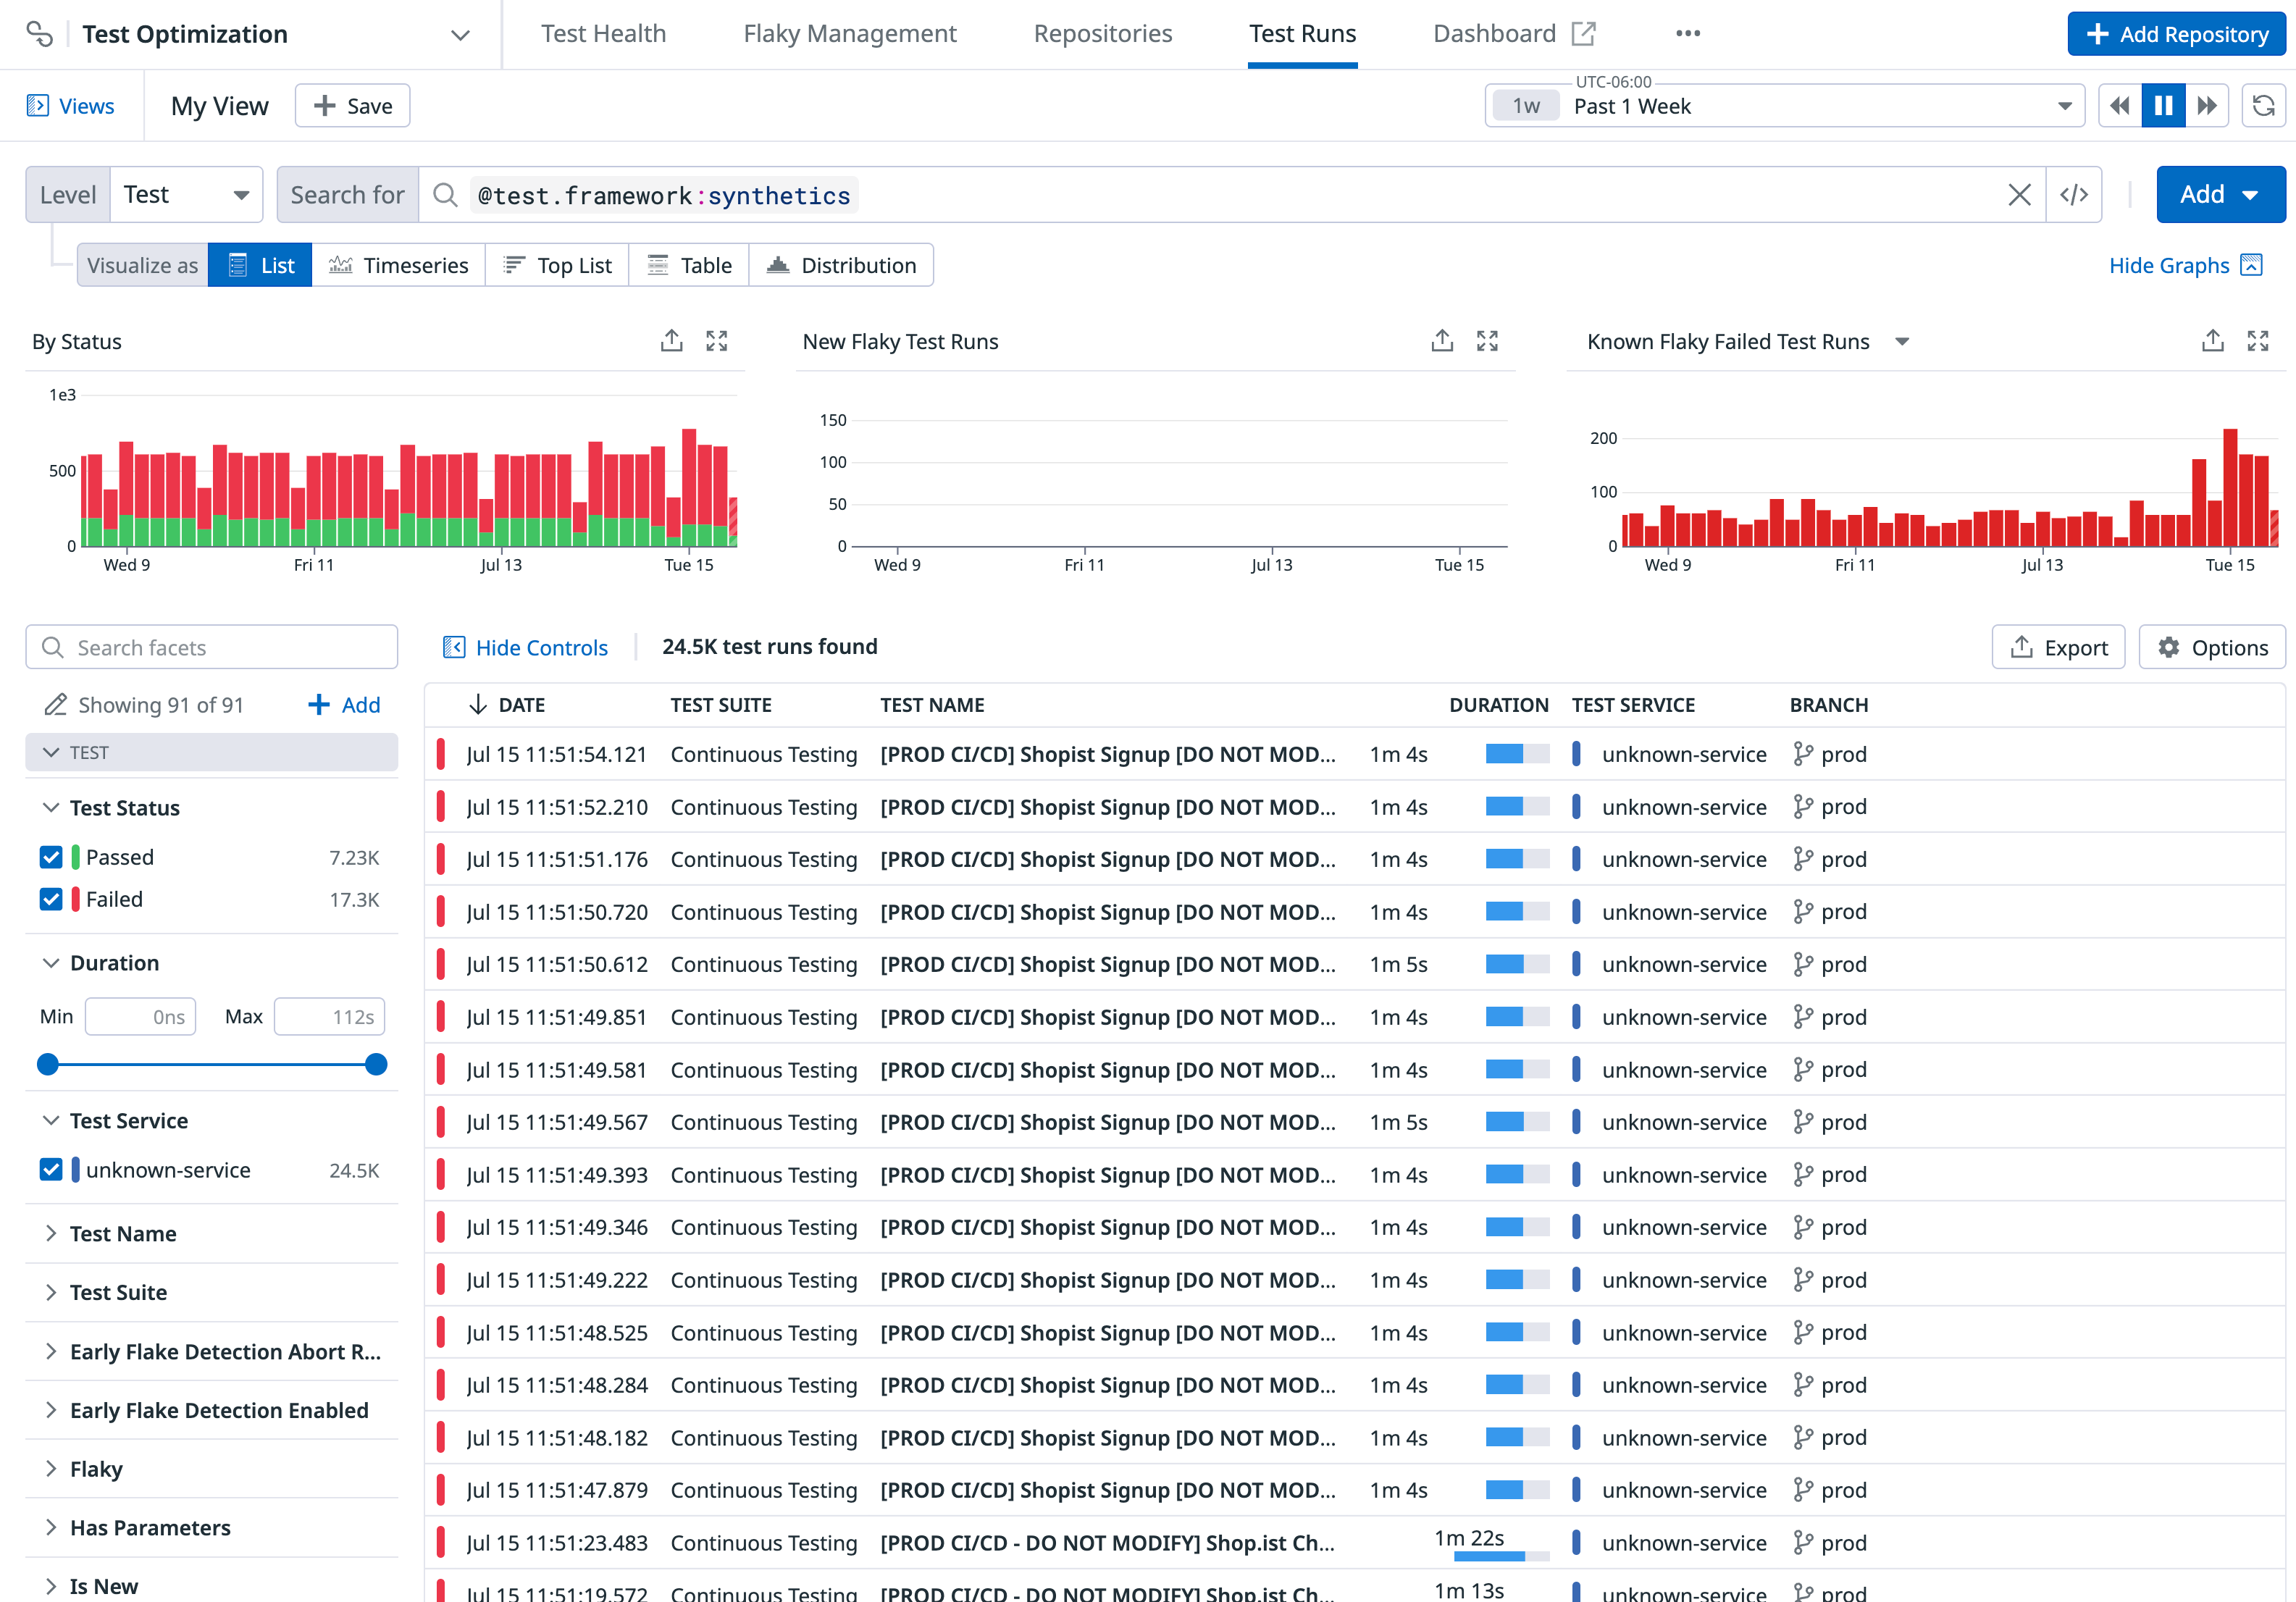 Test Optimization
Test Health
Flaky Management
Repositories
Test Runs
Dashboard
Add Repository
Views
My View
Save
UTC-06:00
1w Past 1 Week
Level Test
Search for @test.framework:synthetics
</>
Add
Visualize as List Timeseries Top List Table Distribution
Hide Graphs
By Status
1e3
500
0
Wed 9 Fri 11 Jul 13 Tue 15
New Flaky Test Runs
150
100
50
0
Wed 9 Fri 11 Jul 13 Tue 15
Known Flaky Failed Test Runs
200
100
0
Wed 9 Fri 11 Jul 13 Tue 15
Search facets
Showing 91 of 91 Add
TEST
Test Status
Passed 7.23K
Failed 17.3K
Duration
Min 0ns Max 112s
Test Service
unknown-service 24.5K
Test Name
Test Suite
Early Flake Detection Abort R...
Early Flake Detection Enabled
Flaky
Has Parameters
Is New
Hide Controls
24.5K test runs found
Export
Options
DATE TEST SUITE TEST NAME DURATION TEST SERVICE BRANCH
Jul 15 11:51:54.121 Continuous Testing [PROD CI/CD] Shopist Signup [DO NOT MOD... 1m 4s unknown-service prod
Jul 15 11:51:52.210 Continuous Testing [PROD CI/CD] Shopist Signup [DO NOT MOD... 1m 4s unknown-service prod
Jul 15 11:51:51.176 Continuous Testing [PROD CI/CD] Shopist Signup [DO NOT MOD... 1m 4s unknown-service prod
Jul 15 11:51:50.720 Continuous Testing [PROD CI/CD] Shopist Signup [DO NOT MOD... 1m 4s unknown-service prod
Jul 15 11:51:50.612 Continuous Testing [PROD CI/CD] Shopist Signup [DO NOT MOD... 1m 5s unknown-service prod
Jul 15 11:51:49.851 Continuous Testing [PROD CI/CD] Shopist Signup [DO NOT MOD... 1m 4s unknown-service prod
Jul 15 11:51:49.581 Continuous Testing [PROD CI/CD] Shopist Signup [DO NOT MOD... 1m 4s unknown-service prod
Jul 15 11:51:49.567 Continuous Testing [PROD CI/CD] Shopist Signup [DO NOT MOD... 1m 5s unknown-service prod
Jul 15 11:51:49.393 Continuous Testing [PROD CI/CD] Shopist Signup [DO NOT MOD... 1m 4s unknown-service prod
Jul 15 11:51:49.346 Continuous Testing [PROD CI/CD] Shopist Signup [DO NOT MOD... 1m 4s unknown-service prod
Jul 15 11:51:49.222 Continuous Testing [PROD CI/CD] Shopist Signup [DO NOT MOD... 1m 4s unknown-service prod
Jul 15 11:51:48.525 Continuous Testing [PROD CI/CD] Shopist Signup [DO NOT MOD... 1m 4s unknown-service prod
Jul 15 11:51:48.284 Continuous Testing [PROD CI/CD] Shopist Signup [DO NOT MOD... 1m 4s unknown-service prod
Jul 15 11:51:48.182 Continuous Testing [PROD CI/CD] Shopist Signup [DO NOT MOD... 1m 4s unknown-service prod
Jul 15 11:51:47.879 Continuous Testing [PROD CI/CD] Shopist Signup [DO NOT MOD... 1m 4s unknown-service prod
Jul 15 11:51:23.483 Continuous Testing [PROD CI/CD - DO NOT MODIFY] Shop.ist Ch... 1m 22s unknown-service prod
Jul 15 11:51:19.572 Continuous Testing [PROD CI/CD - DO NOT MODIFY] Shop.ist Ch... 1m 13s unknown-service prod